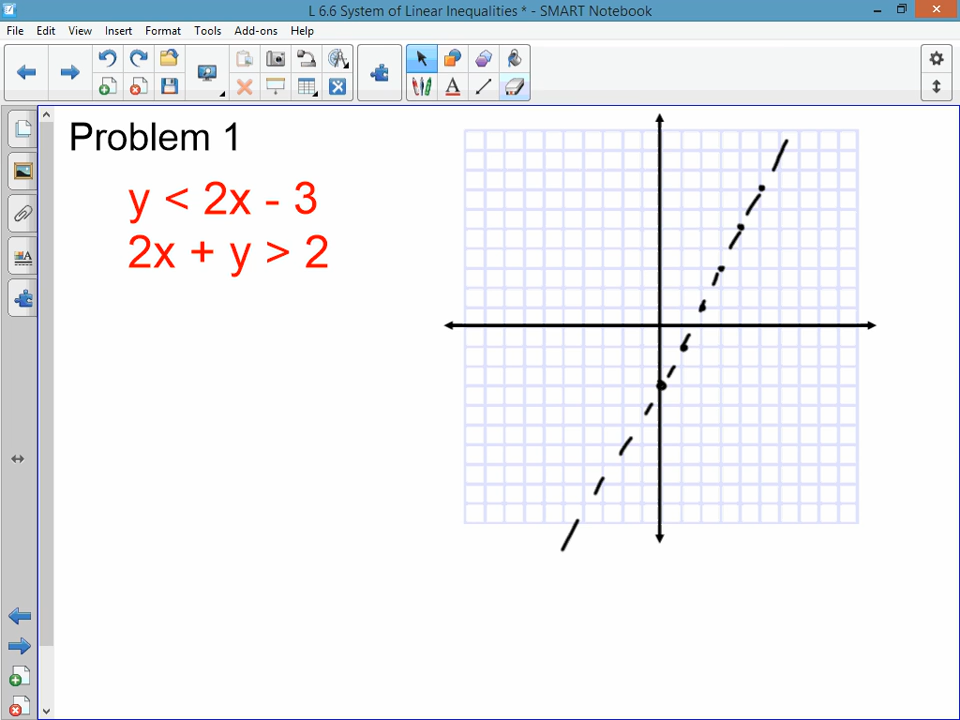 L 6.6 System of Linear Inequalities * - SMART Notebook
File Edit View Insert Format Tools Add-ons Help
Problem 1
y < 2x - 3
2x + y > 2